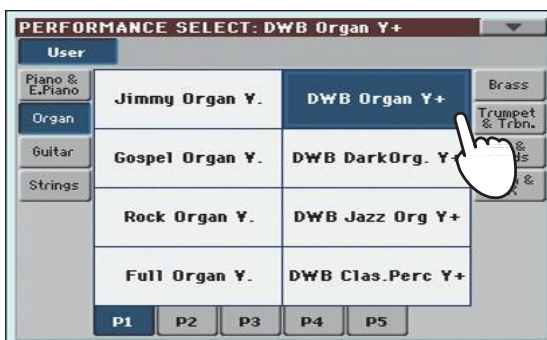 PERFORMANCE SELECT: DWB Organ Y+
User
Piano &
E.Piano
Organ
Guitar
Strings
Jimmy Organ Y.
DWB Organ Y+
Gospel Organ Y.
DWB DarkOrg. Y+
Rock Organ Y.
DWB Jazz Org Y+
Full Organ Y.
DWB Clas.Perc Y+
Brass
Trumpet
& Trbn.
&
&
P1 P2 P3 P4 P5